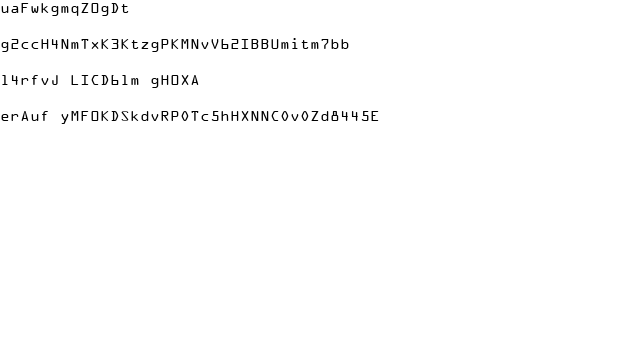 uaFwkgmqZOgDt
g2ccH4NmTxK3KtzgPKMNvV62IBBUmitm7bb
l4rfvJ LICD6lm gHOXA
erAuf yMFOKDSkdvRP0Tc5hHXNNC0v0Zd8445E